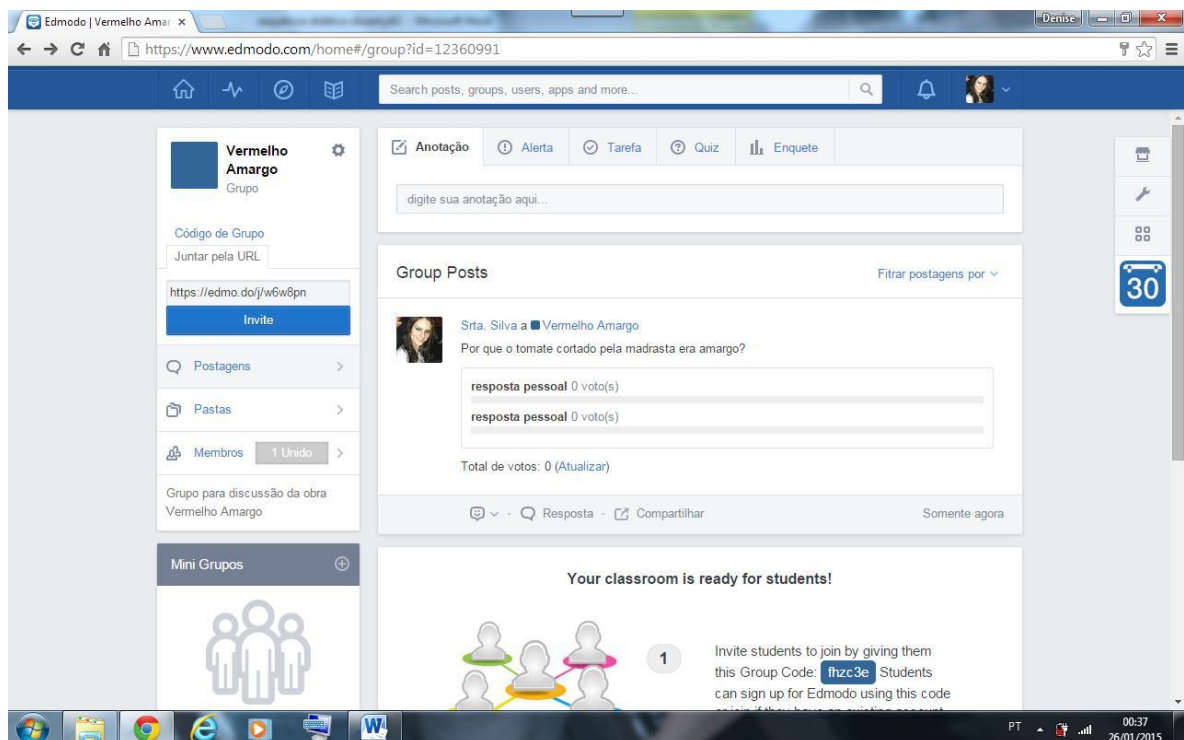 Edmodo | Vermelho Amar
Denise
https://www.edmodo.com/home#/group?id=12360991
Search posts, groups, users, apps and more...
Vermelho
Amargo
Grupo
Código de Grupo
Juntar pela URL
https://edmo.do/j/w6w8pn
Invite
Postagens
Pastas
Membros 1 Unido
Grupo para discussão da obra
Vermelho Amargo
Mini Grupos
Anotação Alerta Tarefa Quiz Enquete
digite sua anotação aqui...
Group Posts Fitrar postagens por
Srta. Silva a Vermelho Amargo
Por que o tomate cortado pela madrasta era amargo?
resposta pessoal 0 voto(s)
resposta pessoal 0 voto(s)
Total de votos: 0 (Atualizar)
Resposta · Compartilhar Somente agora
Your classroom is ready for students!
1
Invite students to join by giving them
this Group Code: fhzc3e Students
can sign up for Edmodo using this code
30
PT 00:37
26/01/2015